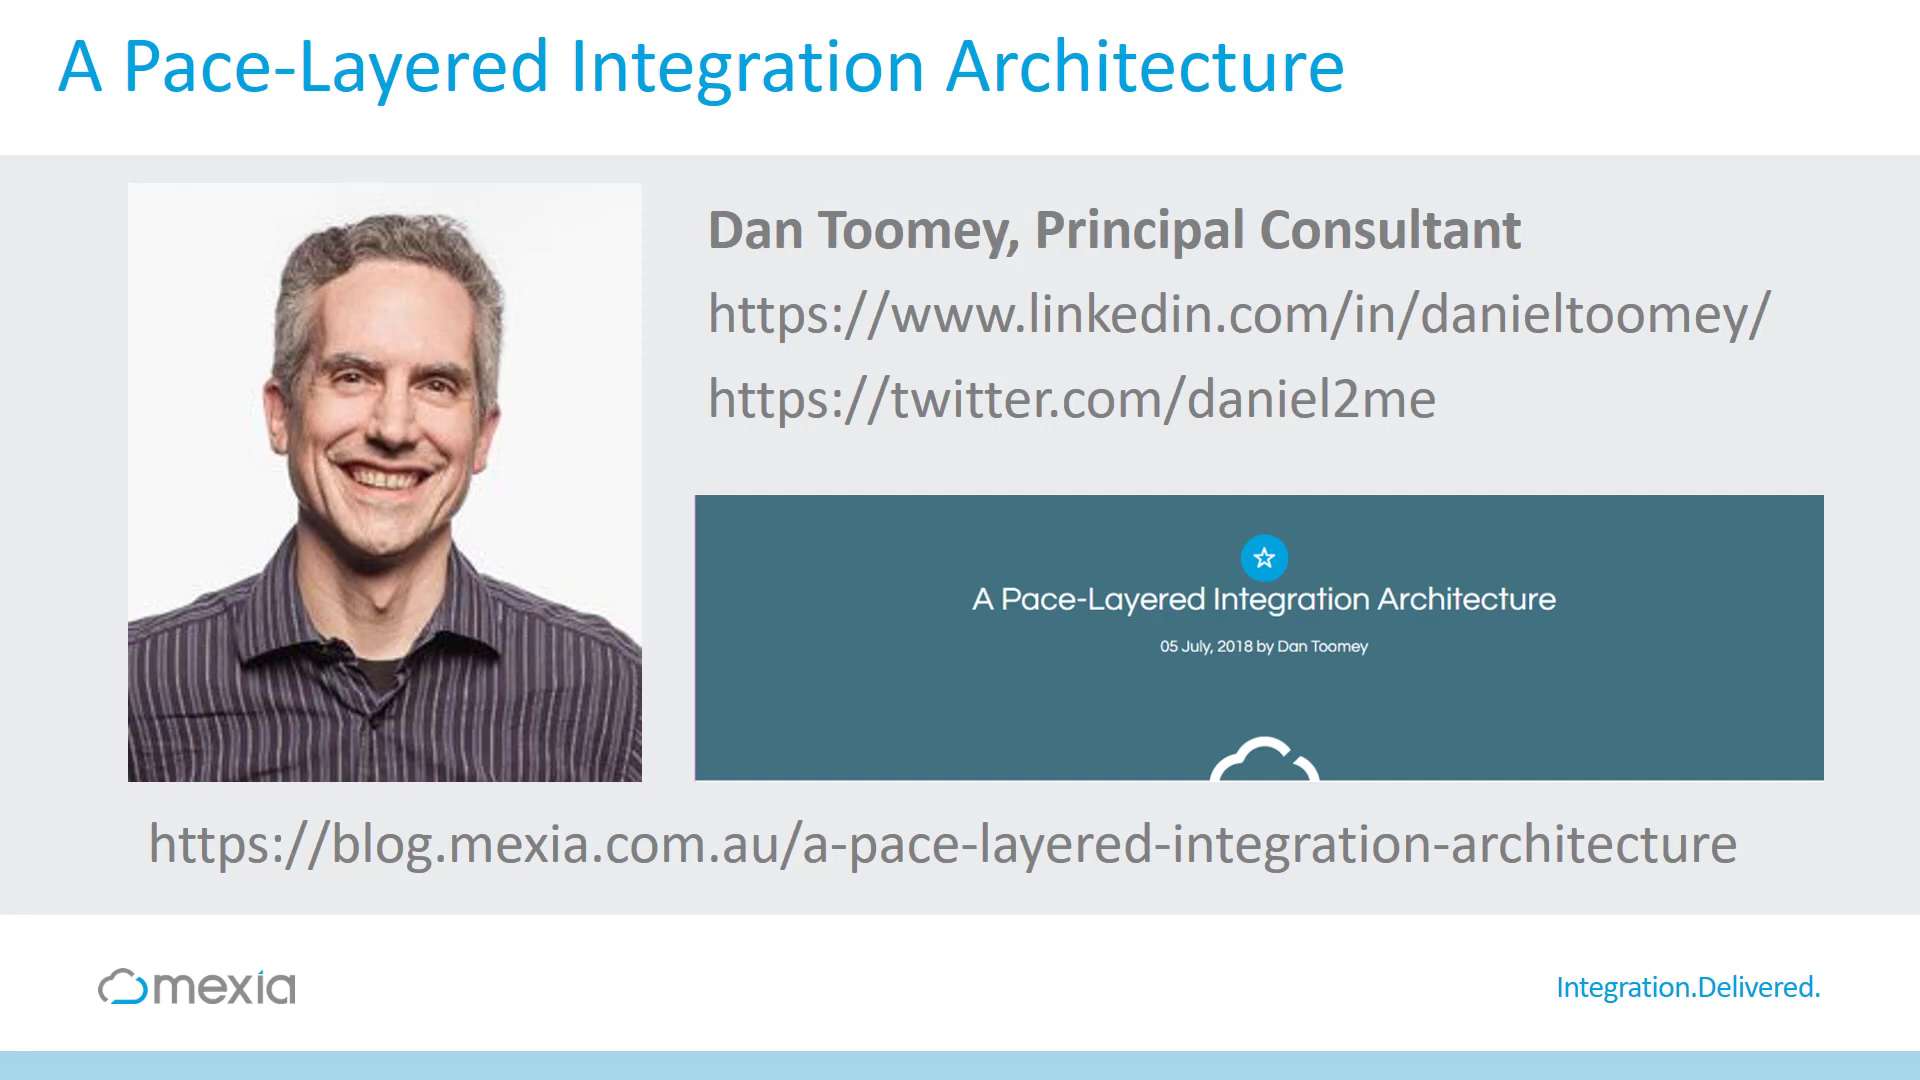 A Pace-Layered Integration Architecture
Dan Toomey, Principal Consultant
https://www.linkedin.com/in/danieltoomey/
https://twitter.com/daniel2me
A Pace-Layered Integration Architecture
05 July, 2018 by Dan Toomey
https://blog.mexia.com.au/a-pace-layered-integration-architecture
mexia
Integration.Delivered.